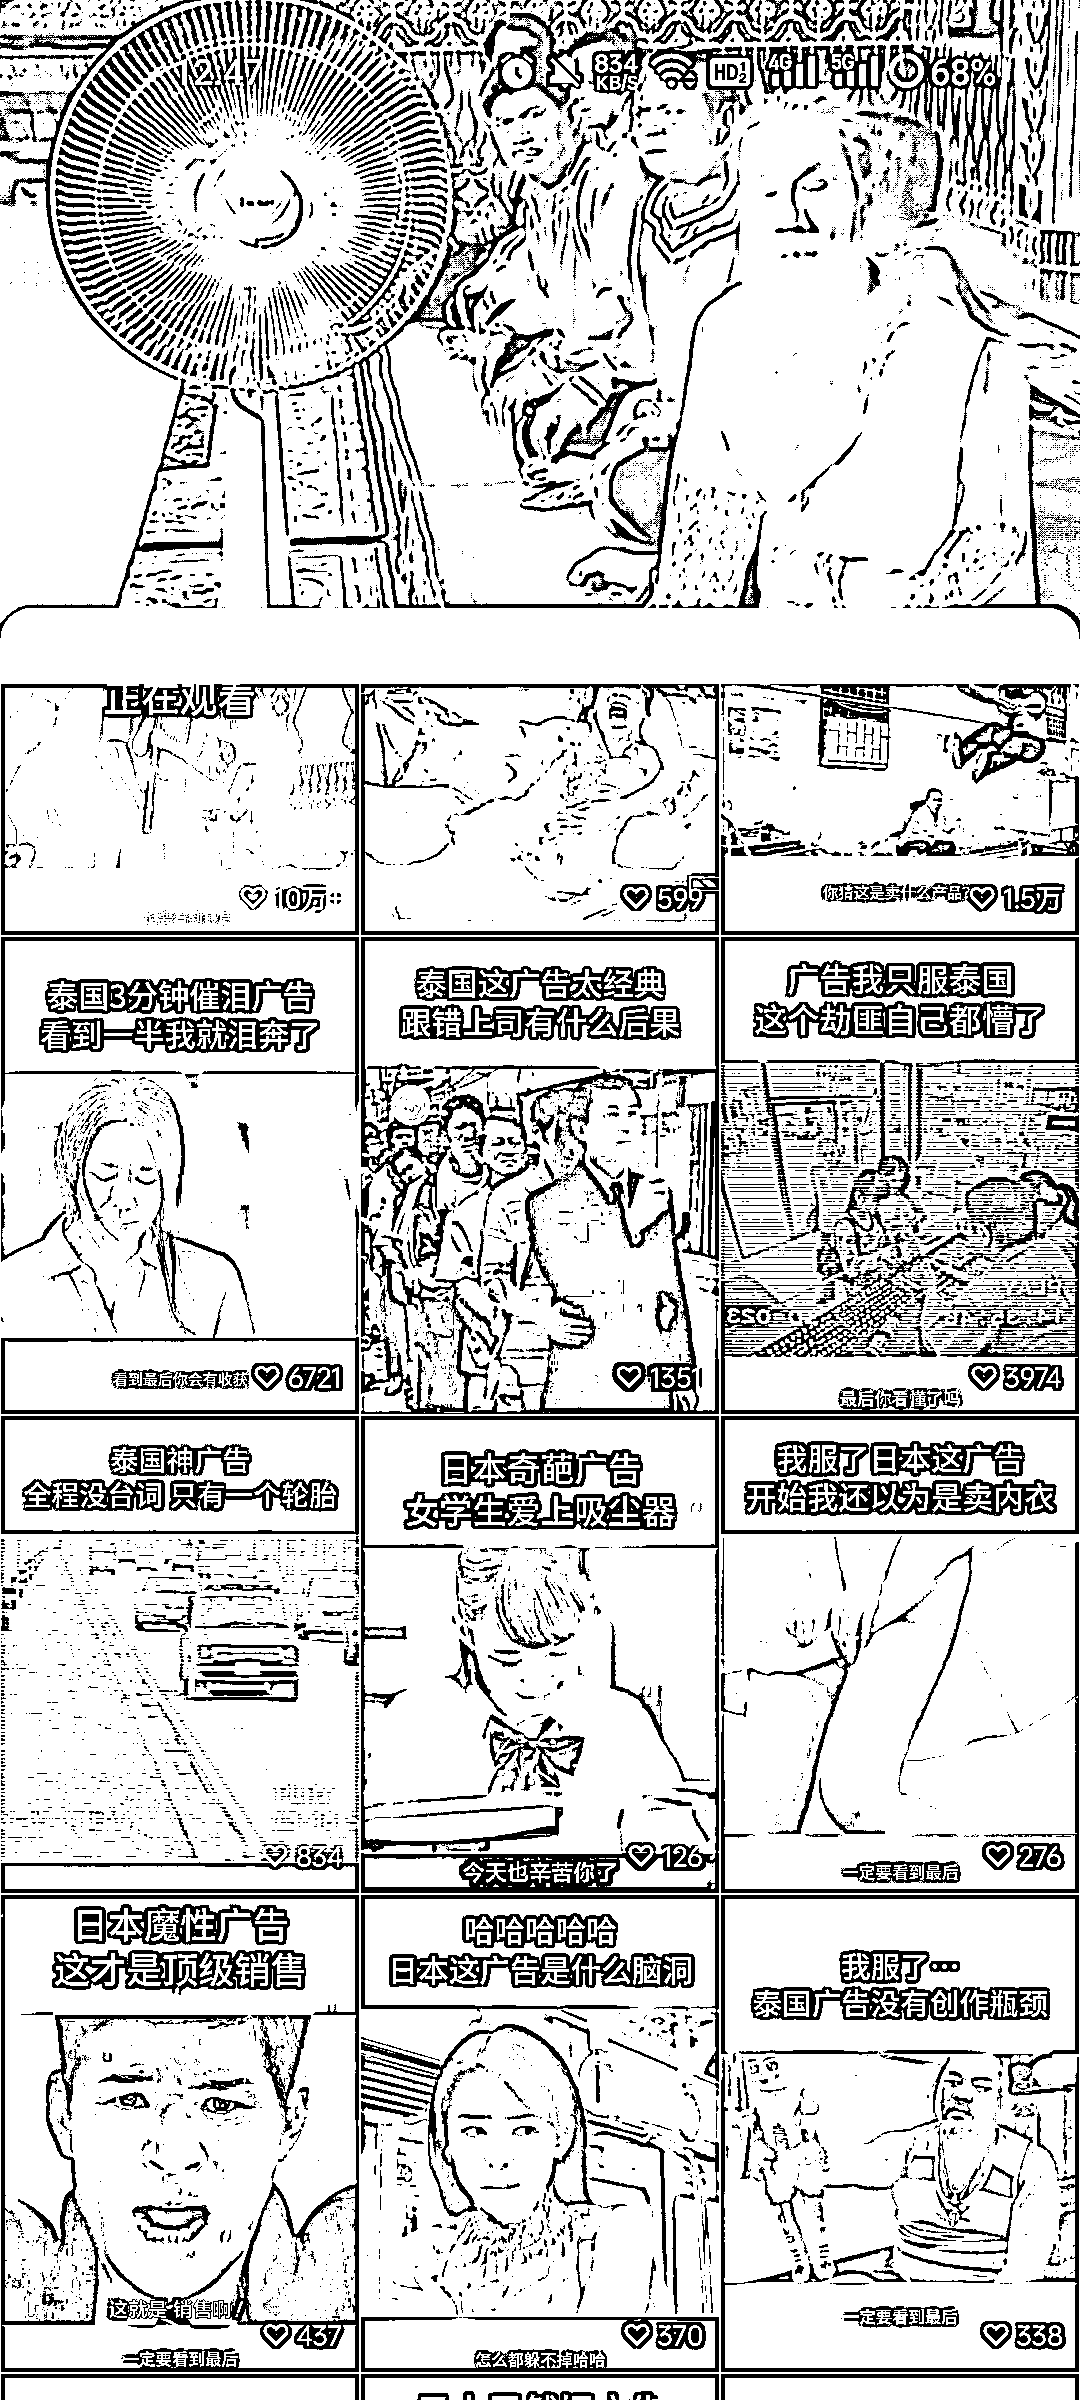 12:47
834
KB/S
HD2
4G
5G
68%
正在观看
10万+
599
你猜这是卖什么产品
1.5万
泰国3分钟催泪广告
看到一半我就泪奔了
看到最后你会有收获
6721
泰国这广告太经典
跟错上司有什么后果
1351
广告我只服泰国
这个劫匪自己都懵了
最后你看懂了吗
3974
泰国神广告
全程没台词 只有一个轮胎
834
日本奇葩广告
女学生爱上吸尘器
今天也辛苦你了
126
我服了日本这广告
开始我还以为是卖内衣
一定要看到最后
276
日本魔性广告
这才是顶级销售
这就是 销售啊
437
一定要看到最后
哈哈哈哈哈
日本这广告是什么脑洞
370
怎么都躲不掉哈哈
我服了…
泰国广告没有创作瓶颈
一定要看到最后
338